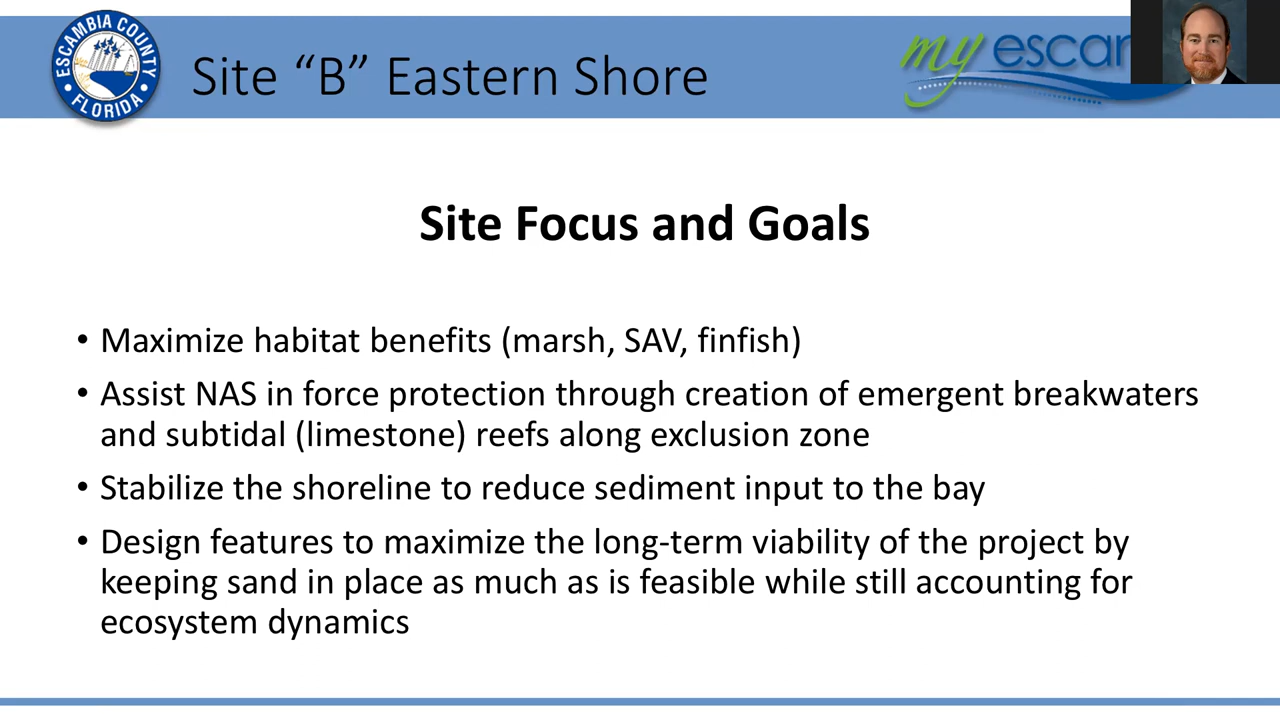 ESCAMBIA COUNTY
FLORIDA
Site “B” Eastern Shore
my escar
Site Focus and Goals
• Maximize habitat benefits (marsh, SAV, finfish)
• Assist NAS in force protection through creation of emergent breakwaters
and subtidal (limestone) reefs along exclusion zone
• Stabilize the shoreline to reduce sediment input to the bay
• Design features to maximize the long-term viability of the project by
keeping sand in place as much as is feasible while still accounting for
ecosystem dynamics